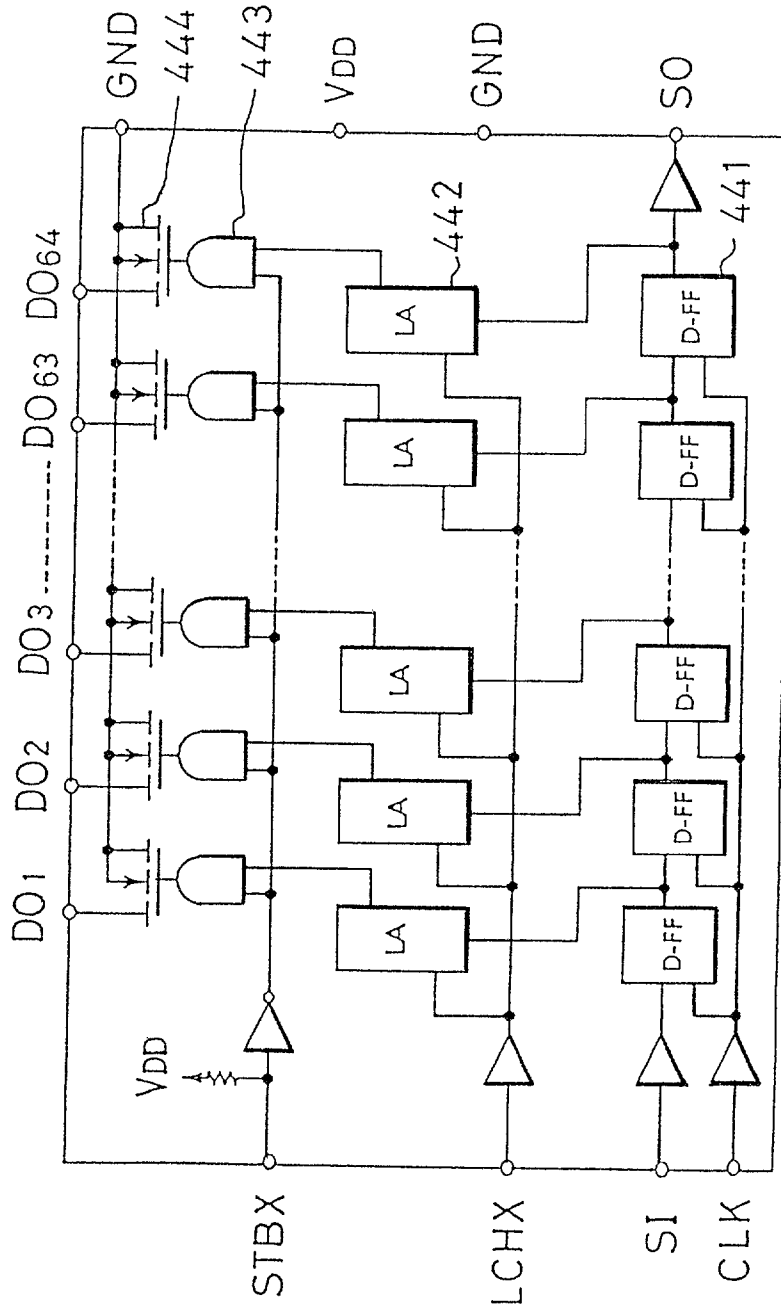 DO1 DO2 DO3 -------- DO63 DO64
GND
444
443
VDD
VDD
STBX
GND
LA LA LA LA LA
442
LCHX
SO
D-FF D-FF D-FF D-FF D-FF
441
SI
CLK